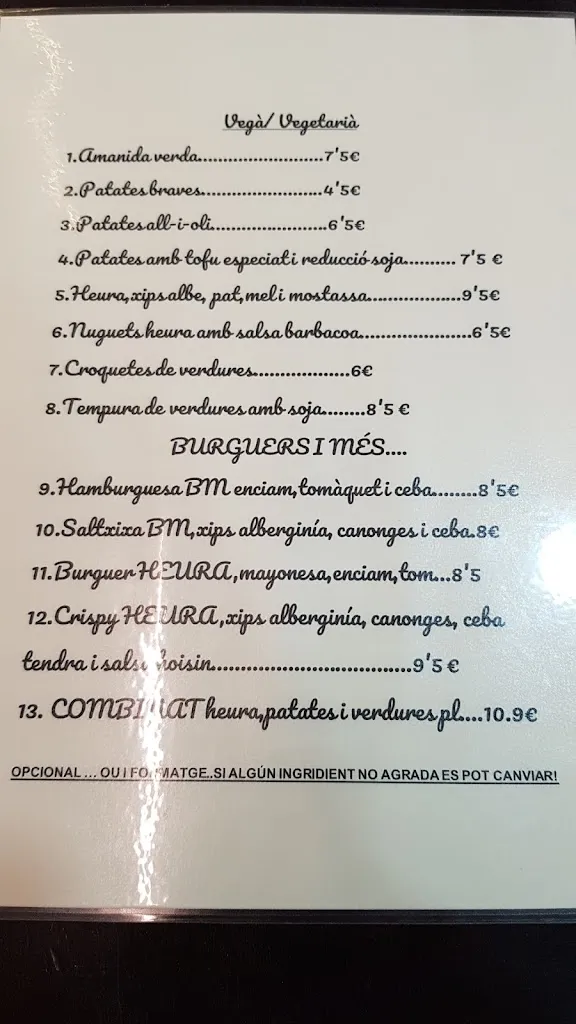 Vegà/ Vegetarià
1.Amanida verda............................7'5€
2.Patates braves...........................4'5€
3.Patates all-i-oli.........................6'5€
4.Patates amb tofu especiat i reducció soja.......... 7'5 €
5.Heura,xips albe, pat,mel i mostassa....................9'5€
6.Nuguets heura amb salsa barbacoa........................6'5€
7.Croquetes de verdures.....................6€
8.Tempura de verdures amb soja........8'5 €
BURGUERS I MÉS....
9.Hamburguesa BM enciam,tomàquet i ceba........8'5€
10.Saltxixa BM,xips alberginía, canonges i ceba.8€
11.Burguer HEURA,mayonesa,enciam,tom...8'5
12.Crispy HEURA,xips alberginía, canonges, ceba
tendra i salsa hoisin.....................................9'5 €
13. COMBINAT heura,patates i verdures pl....10.9€
OPCIONAL ... OU I FORMATGE..SI ALGÚN INGRIDIENT NO AGRADA ES POT CANVIAR!